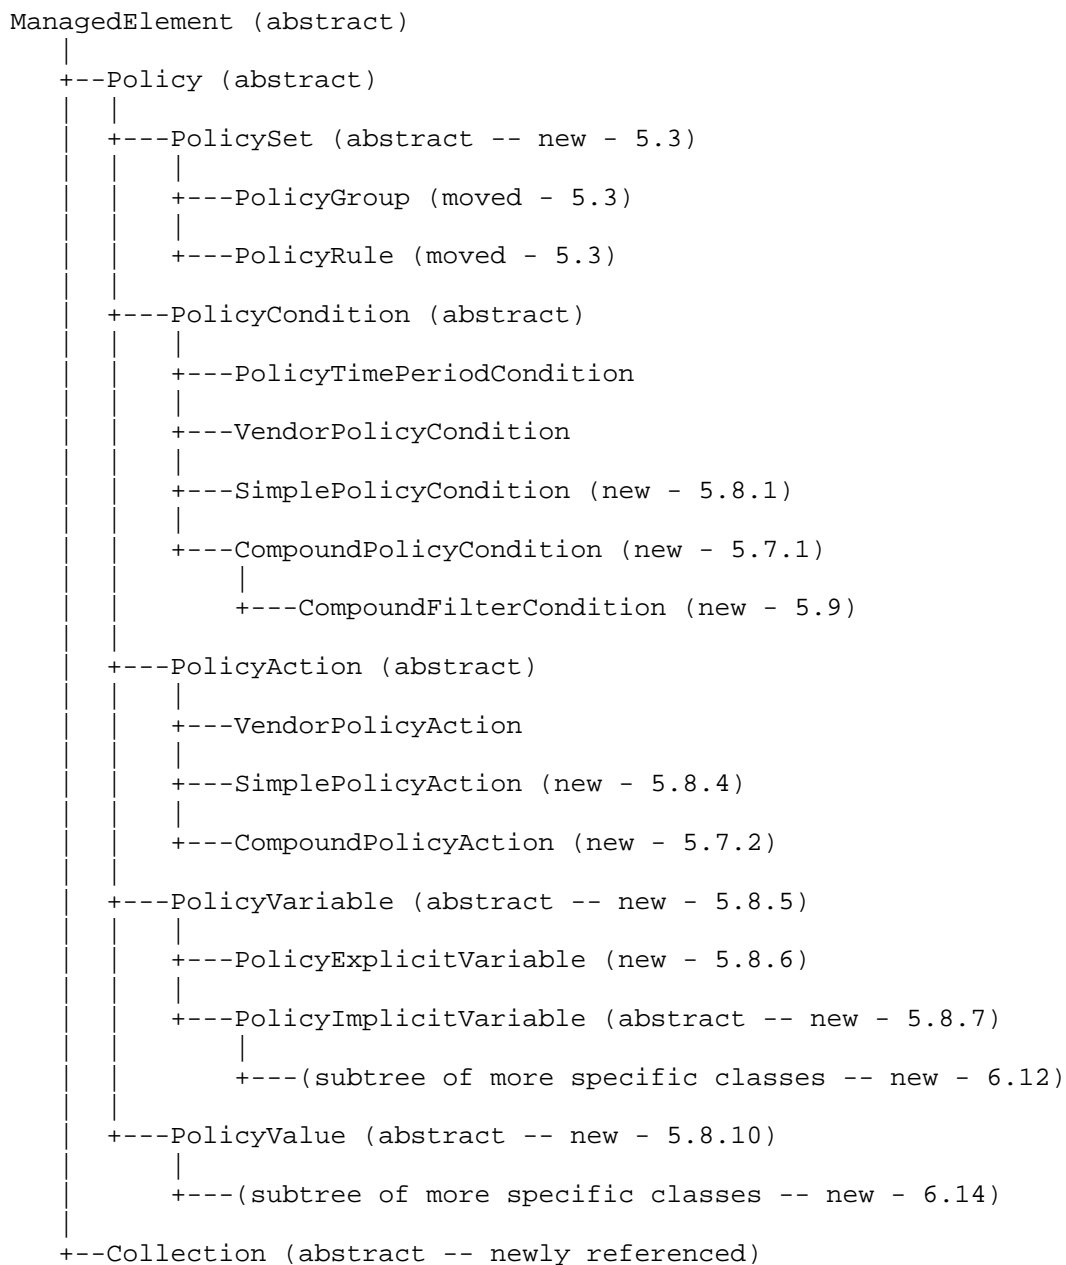 ManagedElement (abstract)
   |
   +--Policy (abstract)
   |  |
   |  +---PolicySet (abstract -- new - 5.3)
   |  |   |
   |  |   +---PolicyGroup (moved - 5.3)
   |  |   |
   |  |   +---PolicyRule (moved - 5.3)
   |  |
   |  +---PolicyCondition (abstract)
   |  |   |
   |  |   +---PolicyTimePeriodCondition
   |  |   |
   |  |   +---VendorPolicyCondition
   |  |   |
   |  |   +---SimplePolicyCondition (new - 5.8.1)
   |  |   |
   |  |   +---CompoundPolicyCondition (new - 5.7.1)
   |  |       |
   |  |       +---CompoundFilterCondition (new - 5.9)
   |  |
   |  +---PolicyAction (abstract)
   |  |   |
   |  |   +---VendorPolicyAction
   |  |   |
   |  |   +---SimplePolicyAction (new - 5.8.4)
   |  |   |
   |  |   +---CompoundPolicyAction (new - 5.7.2)
   |  |
   |  +---PolicyVariable (abstract -- new - 5.8.5)
   |  |   |
   |  |   +---PolicyExplicitVariable (new - 5.8.6)
   |  |   |
   |  |   +---PolicyImplicitVariable (abstract -- new - 5.8.7)
   |  |       |
   |  |       +---(subtree of more specific classes -- new - 6.12)
   |  |
   |  +---PolicyValue (abstract -- new - 5.8.10)
   |      |
   |      +---(subtree of more specific classes -- new - 6.14)
   |
   +--Collection (abstract -- newly referenced)